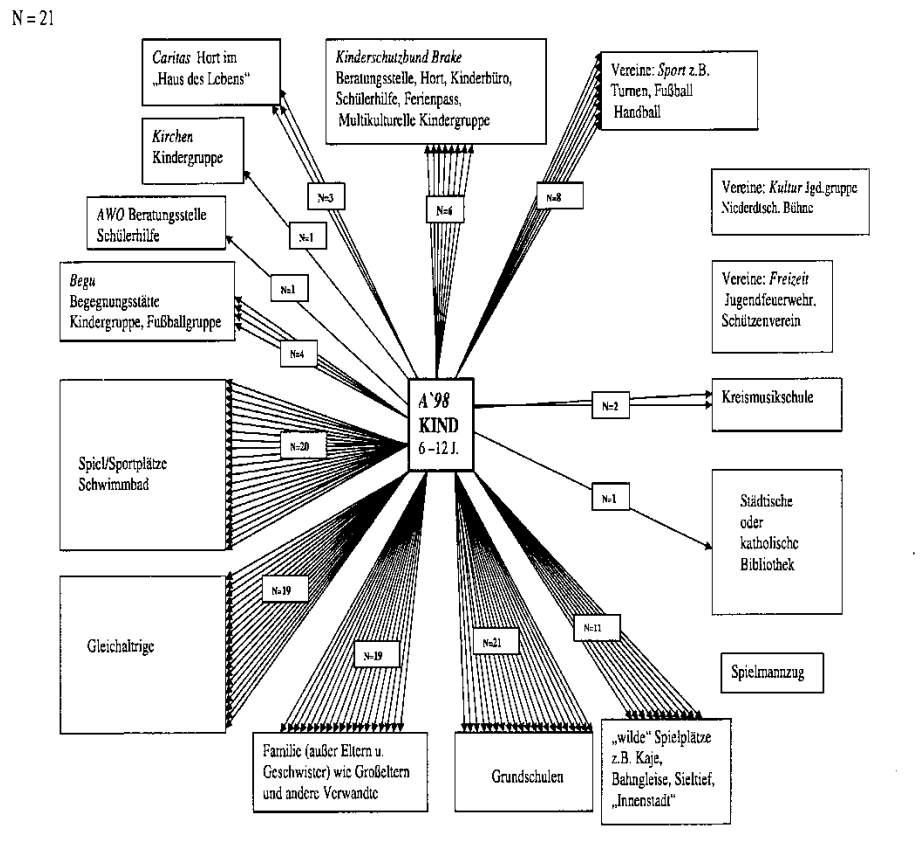 N = 21
Caritas Hort im
„Haus des Lebens“
Kinderschutzbund Brake
Beratungsstelle, Hort, Kinderbüro,
Schülerhilfe, Ferienpass,
Multikulturelle Kindergruppe
Vereine: Sport z.B.
Turnen, Fußball
Handball
Kirchen
Kindergruppe
N=3
N=6
N=8
Vereine: Kultur Jgd.gruppe
Niederdtsch. Bühne
AWO Beratungsstelle
Schülerhilfe
N=1
Begu
Begegnungsstätte
Kindergruppe, Fußballgruppe
N=1
Vereine: Freizeit
Jugendfeuerwehr,
Schützenverein
N=4
A`98
KIND
6 –12 J.
N=2
Kreismusikschule
Spiel/Sportplätze
Schwimmbad
N=20
N=1
Städtische
oder
katholische
Bibliothek
Gleichaltrige
N=19
N=19
N=21
N=11
Spielmannzug
Familie (außer Eltern u.
Geschwister) wie Großeltern
und andere Verwandte
Grundschulen
„wilde“ Spielplätze
z.B. Kaje,
Bahngleise, Sieltief,
„Innenstadt“